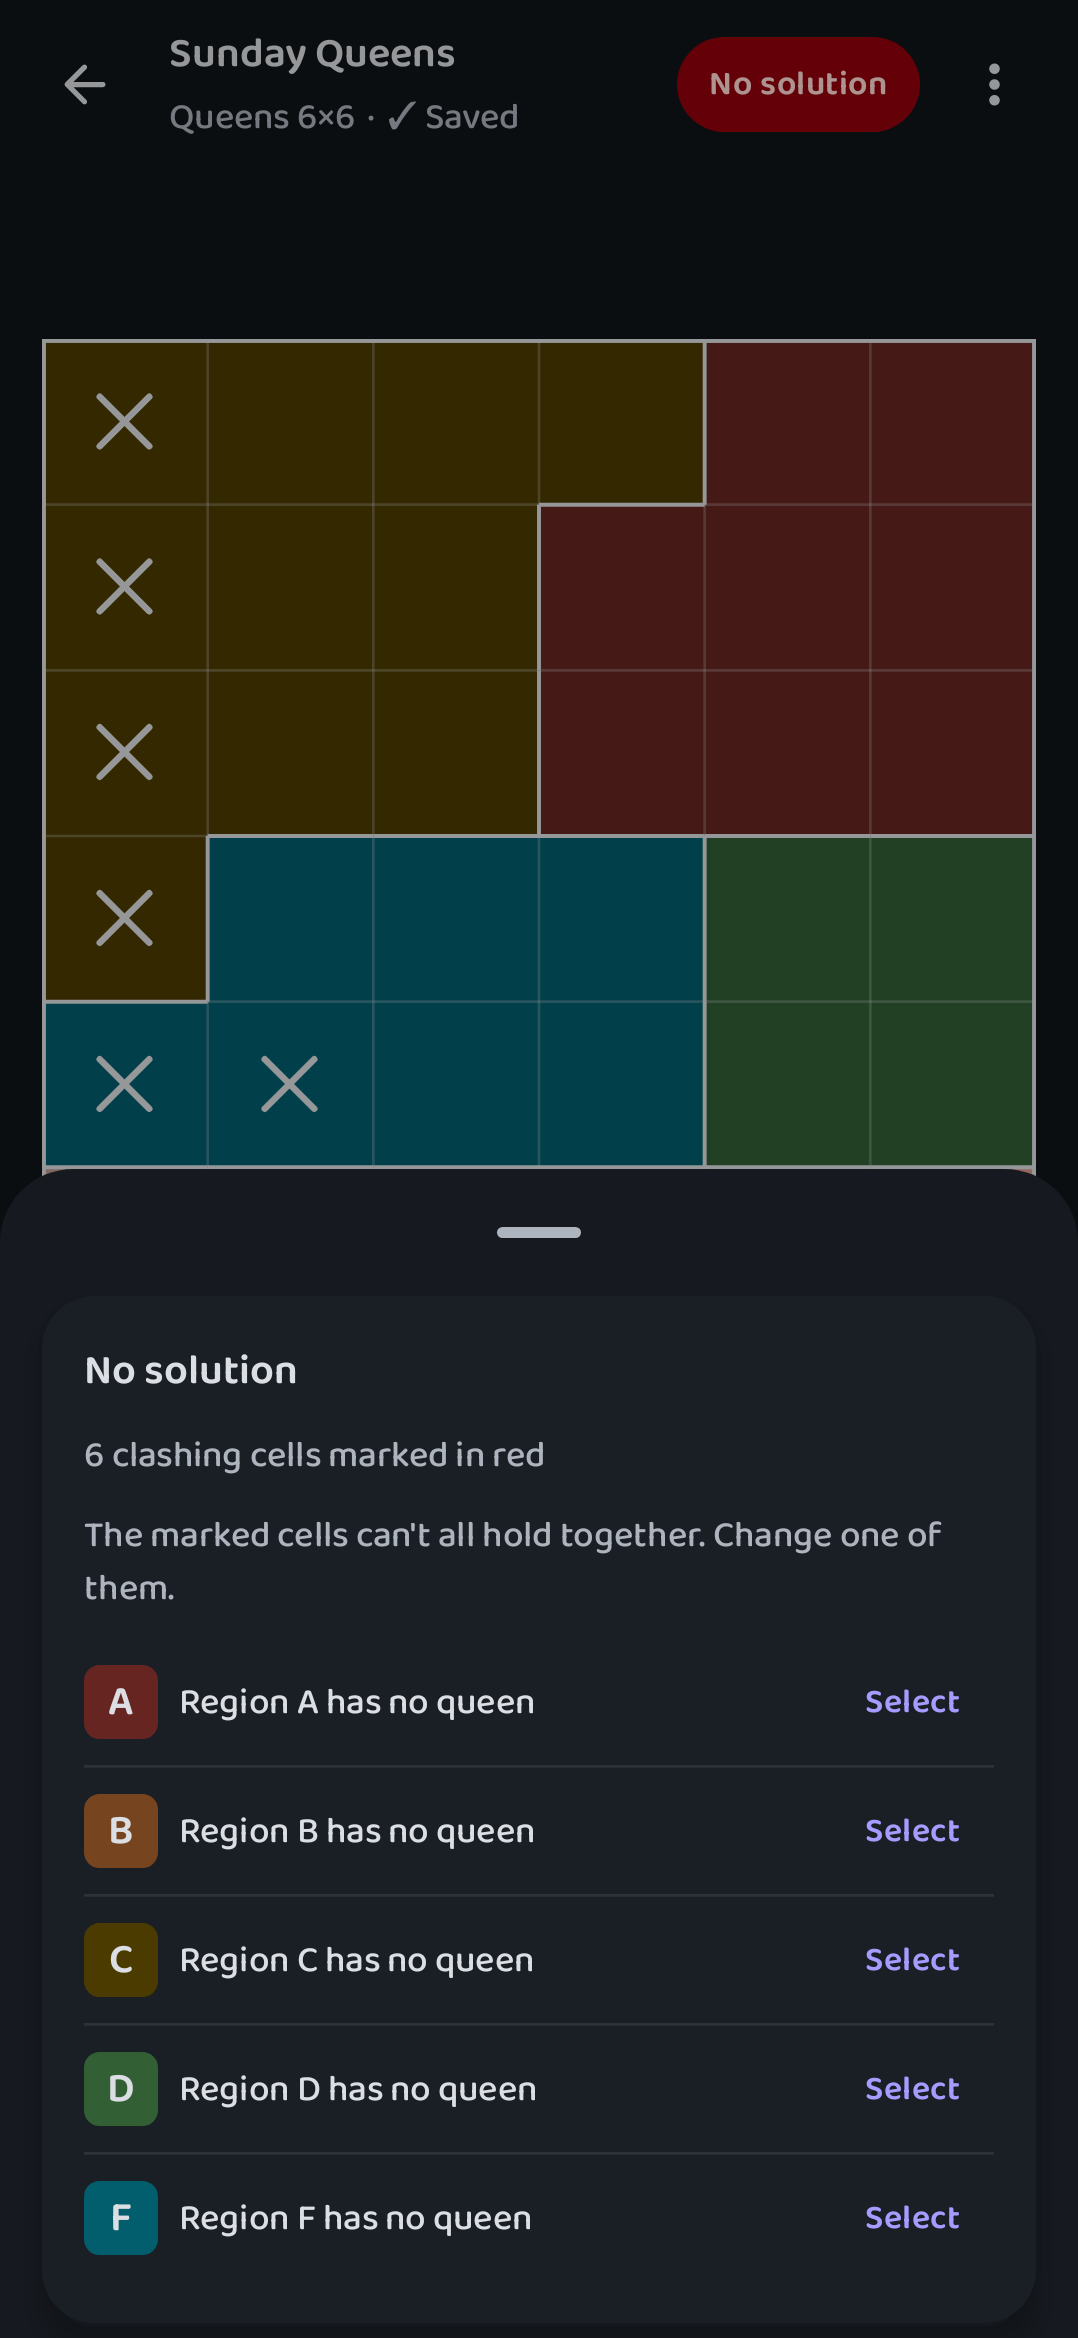 Sunday Queens
Queens 6×6 · ✓ Saved
No solution
No solution
6 clashing cells marked in red
The marked cells can't all hold together. Change one of
them.
A Region A has no queen Select
B Region B has no queen Select
C Region C has no queen Select
D Region D has no queen Select
F Region F has no queen Select